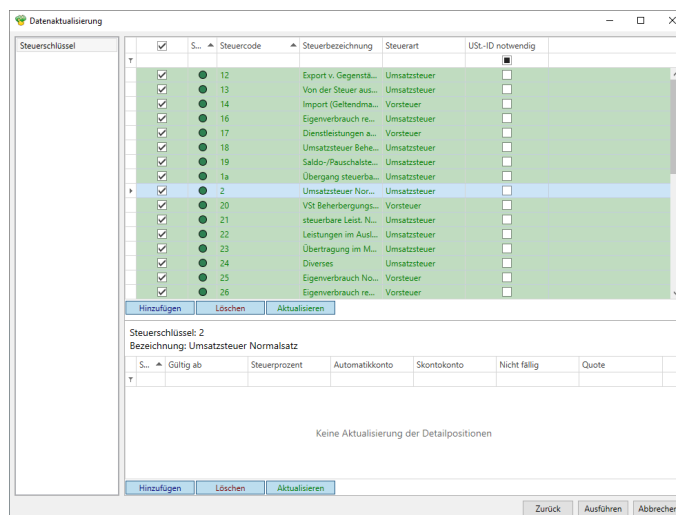 Datenaktualisierung
Steuerschlüssel
S... Steuercode Steuerbezeichnung Steuerart USt.-ID notwendig
12 Export v. Gegenstä... Umsatzsteuer
13 Von der Steuer aus... Umsatzsteuer
14 Import (Geltendma... Vorsteuer
16 Eigenverbrauch re... Umsatzsteuer
17 Dienstleistungen a... Vorsteuer
18 Umsatzsteuer Behe... Umsatzsteuer
19 Saldo-/Pauschalste... Umsatzsteuer
1a Übergang steuerba... Umsatzsteuer
2 Umsatzsteuer Nor... Umsatzsteuer
20 VSt Beherbergungs... Vorsteuer
21 steuerbare Leist. N... Umsatzsteuer
22 Leistungen im Ausl... Umsatzsteuer
23 Übertragung im M... Umsatzsteuer
24 Diverses Umsatzsteuer
25 Eigenverbrauch No... Vorsteuer
26 Eigenverbrauch re... Vorsteuer
Hinzufügen Löschen Aktualisieren
Steuerschlüssel: 2
Bezeichnung: Umsatzsteuer Normalsatz
S... Gültig ab Steuerprozent Automatikkonto Skontokonto Nicht fällig Quote
Keine Aktualisierung der Detailpositionen
Hinzufügen Löschen Aktualisieren
Zurück Ausführen Abbrechen